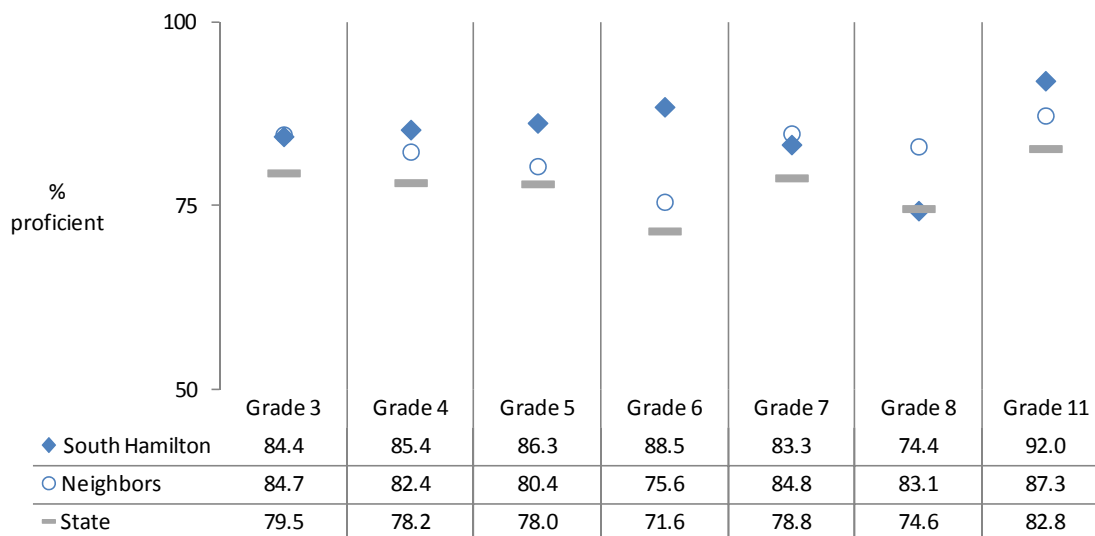 100
75
50
%
proficient
Grade 3 Grade 4 Grade 5 Grade 6 Grade 7 Grade 8 Grade 11
South Hamilton 84.4 85.4 86.3 88.5 83.3 74.4 92.0
Neighbors 84.7 82.4 80.4 75.6 84.8 83.1 87.3
State 79.5 78.2 78.0 71.6 78.8 74.6 82.8